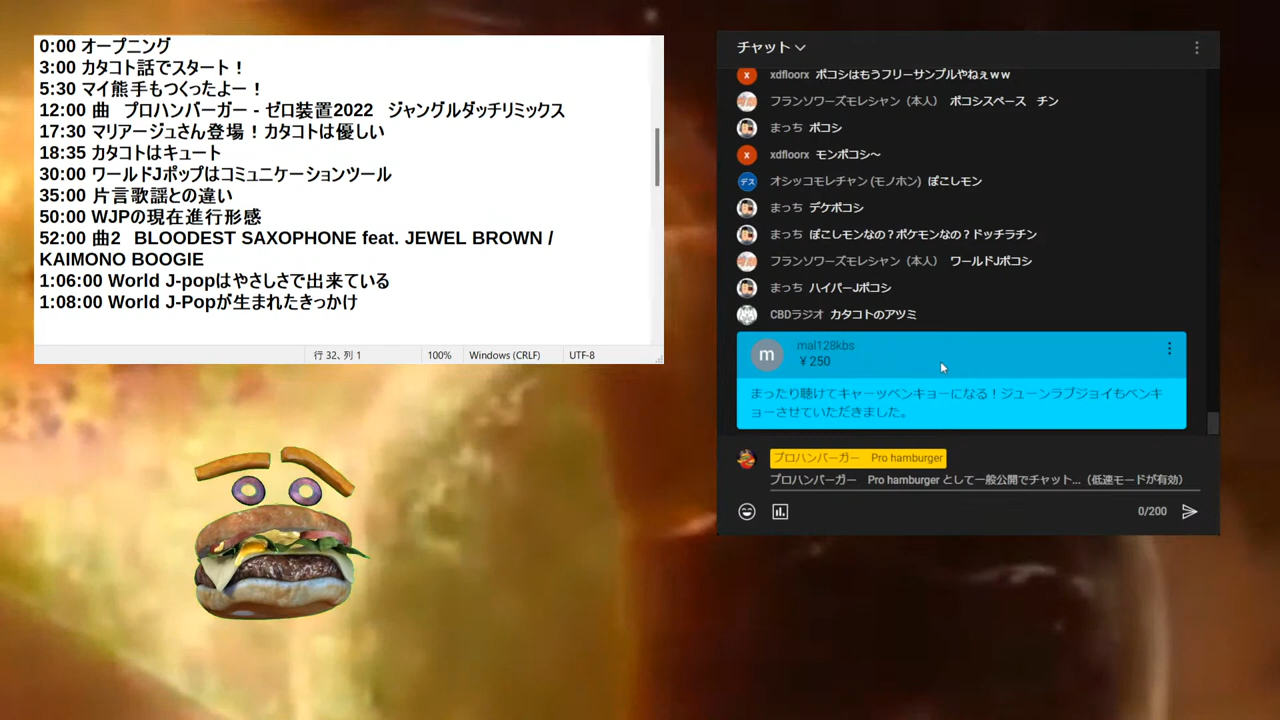 0:00 オープニング
3:00 カタコト話でスタート！
5:30 マイ熊手もつくったよー！
12:00 曲　プロハンバーガー - ゼロ装置2022　ジャングルダッチリミックス
17:30 マリアージュさん登場！カタコトは優しい
18:35 カタコトはキュート
30:00 ワールドJポップはコミュニケーションツール
35:00 片言歌謡との違い
50:00 WJPの現在進行形感
52:00 曲2　BLOODEST SAXOPHONE feat. JEWEL BROWN /
KAIMONO BOOGIE
1:06:00 World J-popはやさしさで出来ている
1:08:00 World J-Popが生まれたきっかけ
行 32、列 1
100%
Windows (CRLF)
UTF-8
チャット
x xdfloorx ポコシはもうフリーサンプルやねぇｗｗ
フランソワーズモレシャン（本人） ポコシスペース　チン
まっち ポコシ
x xdfloorx モンポコシ〜
デス オシッコモレチャン (モノホン) ぽこしモン
まっち デケポコシ
まっち ぽこしモンなの？ポケモンなの？ドッチラチン
フランソワーズモレシャン（本人） ワールドJポコシ
まっち ハイパーJポコシ
CBDラジオ カタコトのアツミ
m mal128kbs
￥250
まったり聴けてキャーツベンキョーになる！ジューンラブジョイもベンキ
ョーさせていただきました。
プロハンバーガー　Pro hamburger
プロハンバーガー　Pro hamburger として一般公開でチャット...（低速モードが有効）
0/200